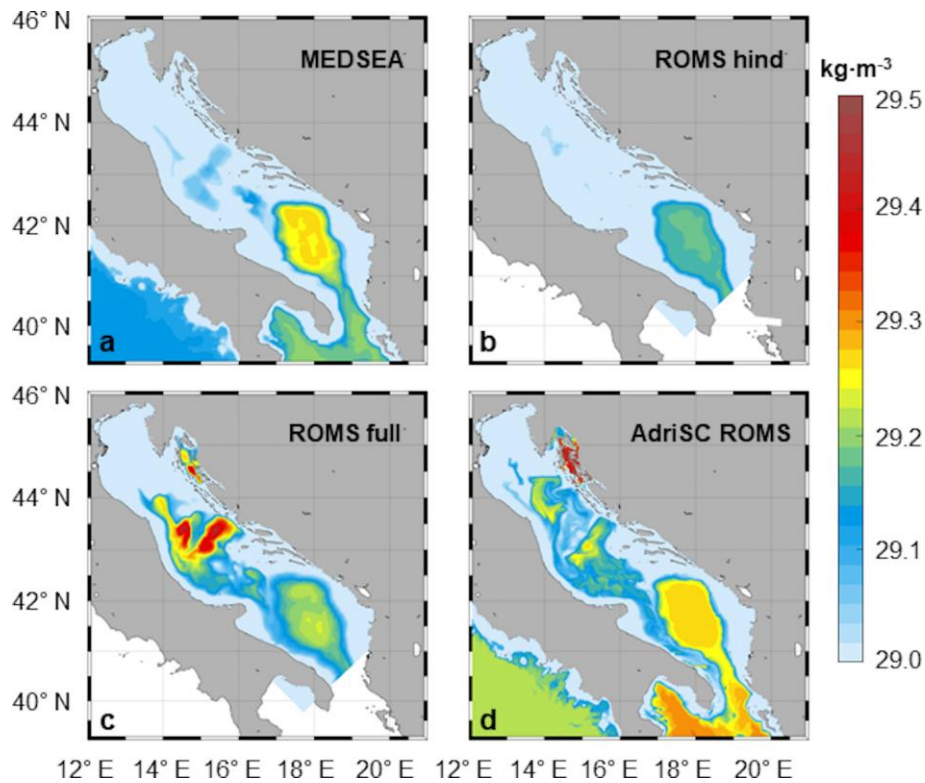 46° N
44° N
42° N
40° N
MEDSEA
a
ROMS hind
b
kg·m-3
29.5
29.4
29.3
29.2
29.1
29.0
46° N
44° N
42° N
40° N
ROMS full
c
AdriSC ROMS
d
12° E 14° E 16° E 18° E 20° E
12° E 14° E 16° E 18° E 20° E